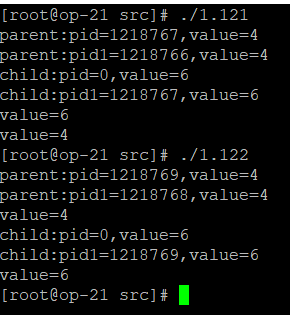 [root@op-21 src]# ./1.121
parent:pid=1218767,value=4
parent:pid1=1218766,value=4
child:pid=0,value=6
child:pid1=1218767,value=6
value=6
value=4
[root@op-21 src]# ./1.122
parent:pid=1218769,value=4
parent:pid1=1218768,value=4
value=4
child:pid=0,value=6
child:pid1=1218769,value=6
value=6
[root@op-21 src]#